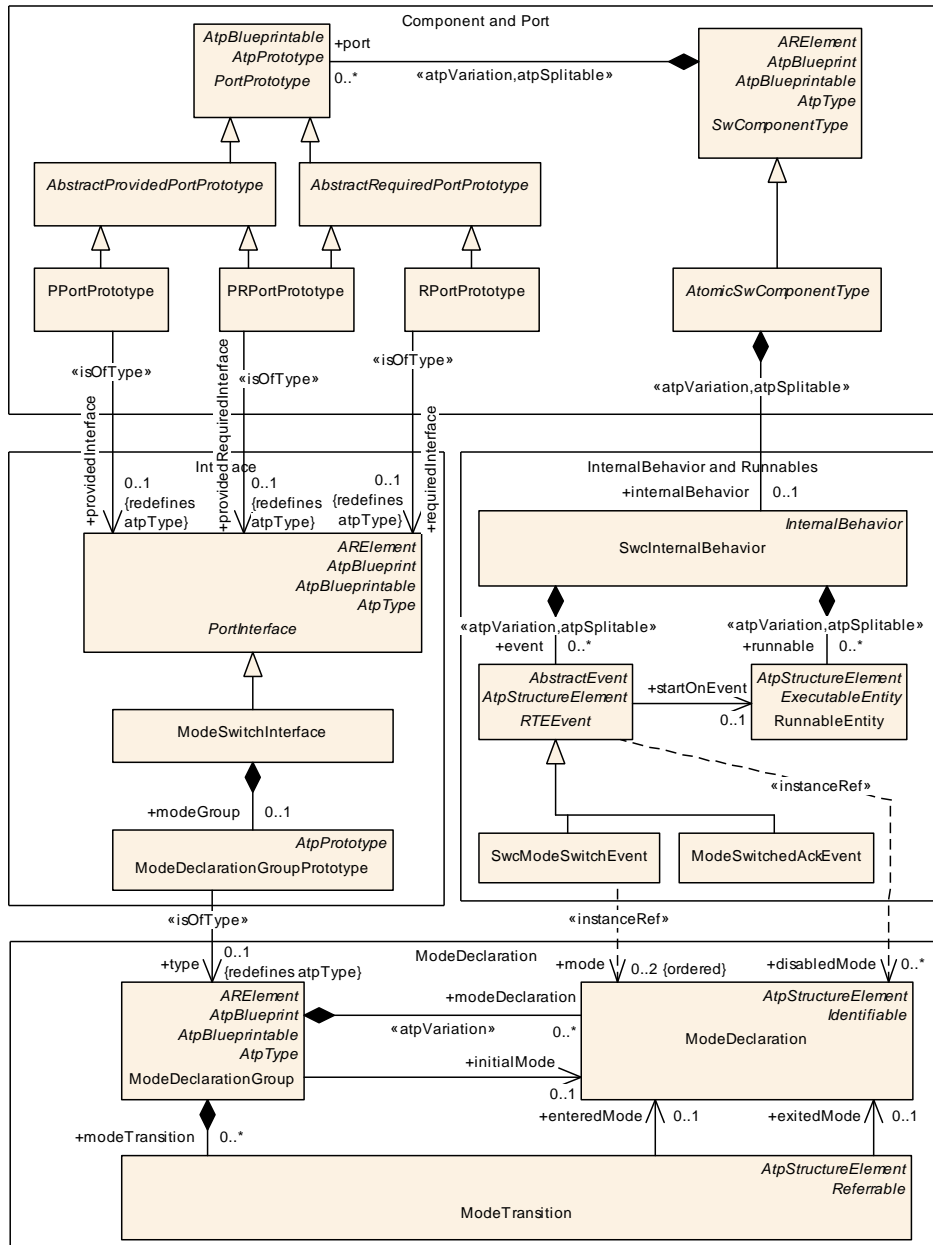 Component and Port
AtpBlueprintable
AtpPrototype
PortPrototype
+port
0..*
«atpVariation,atpSplitable»
ARElement
AtpBlueprint
AtpBlueprintable
AtpType
SwComponentType
AbstractProvidedPortPrototype
AbstractRequiredPortPrototype
PPortPrototype
PRPortPrototype
RPortPrototype
AtomicSwComponentType
«isOfType»
«isOfType»
«isOfType»
«atpVariation,atpSplitable»
+providedInterface
+providedRequiredInterface
+requiredInterface
0..1
{redefines
atpType}
0..1
{redefines
atpType}
0..1
{redefines
atpType}
ARElement
AtpBlueprint
AtpBlueprintable
AtpType
PortInterface
ModeSwitchInterface
+modeGroup
0..1
AtpPrototype
ModeDeclarationGroupPrototype
InternalBehavior and Runnables
+internalBehavior
0..1
InternalBehavior
SwcInternalBehavior
«atpVariation,atpSplitable»
+event
0..*
«atpVariation,atpSplitable»
+runnable
0..*
AbstractEvent
AtpStructureElement
RTEEvent
+startOnEvent
0..1
AtpStructureElement
ExecutableEntity
RunnableEntity
«instanceRef»
SwcModeSwitchEvent
ModeSwitchedAckEvent
«isOfType»
«instanceRef»
ModeDeclaration
+type
0..1
{redefines atpType}
+mode
0..2 {ordered}
+disabledMode
0..*
ARElement
AtpBlueprint
AtpBlueprintable
AtpType
ModeDeclarationGroup
+modeDeclaration
«atpVariation»
0..*
+initialMode
0..1
AtpStructureElement
Identifiable
ModeDeclaration
+modeTransition
0..*
+enteredMode
0..1
+exitedMode
0..1
AtpStructureElement
Referrable
ModeTransition